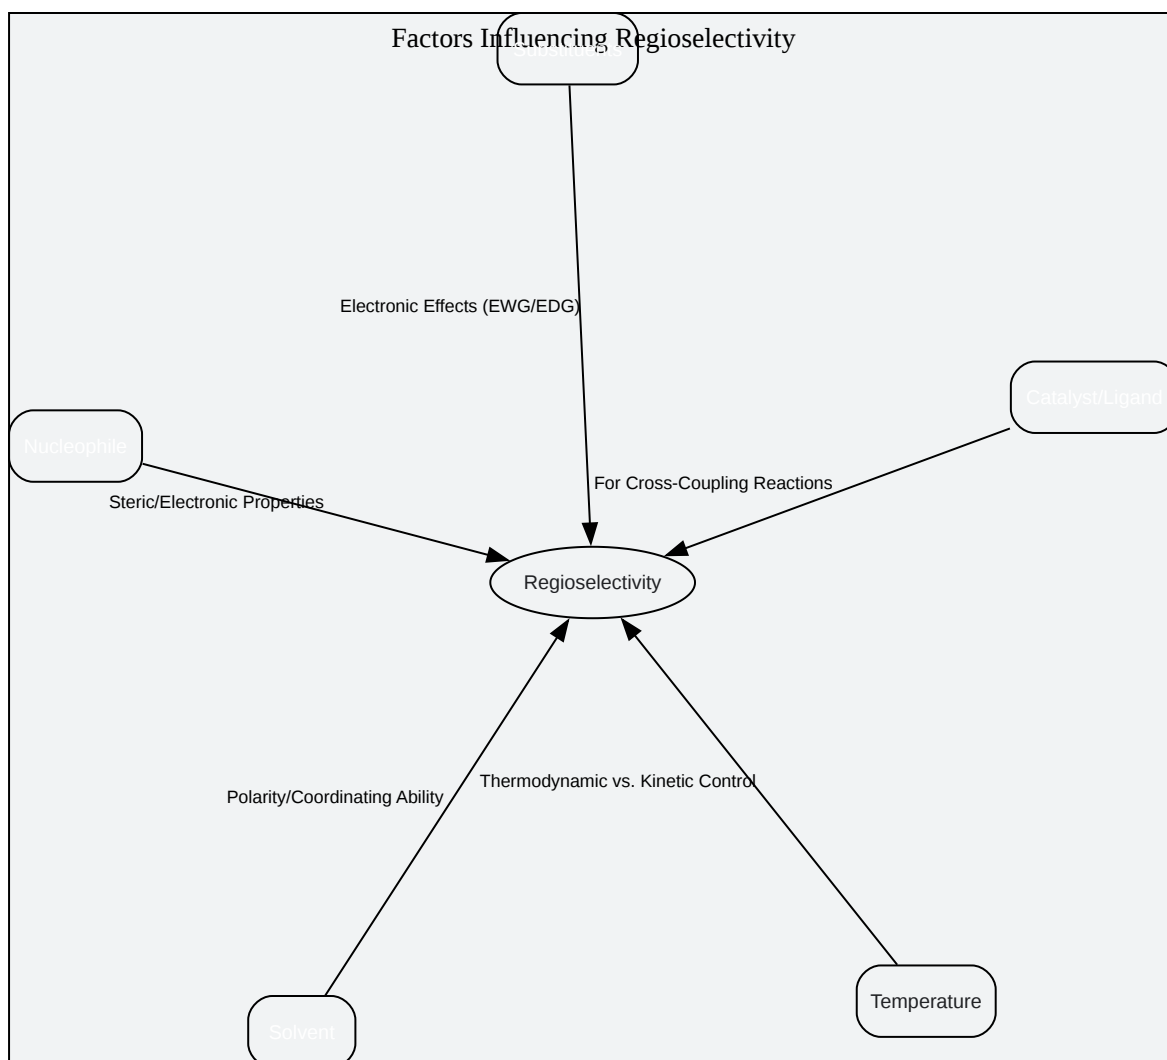 Factors Influencing Regioselectivity
Substituents
Electronic Effects (EWG/EDG)
Catalyst/Ligand
Nucleophile
For Cross-Coupling Reactions
Steric/Electronic Properties
Regioselectivity
Thermodynamic vs. Kinetic Control
Polarity/Coordinating Ability
Temperature
Solvent